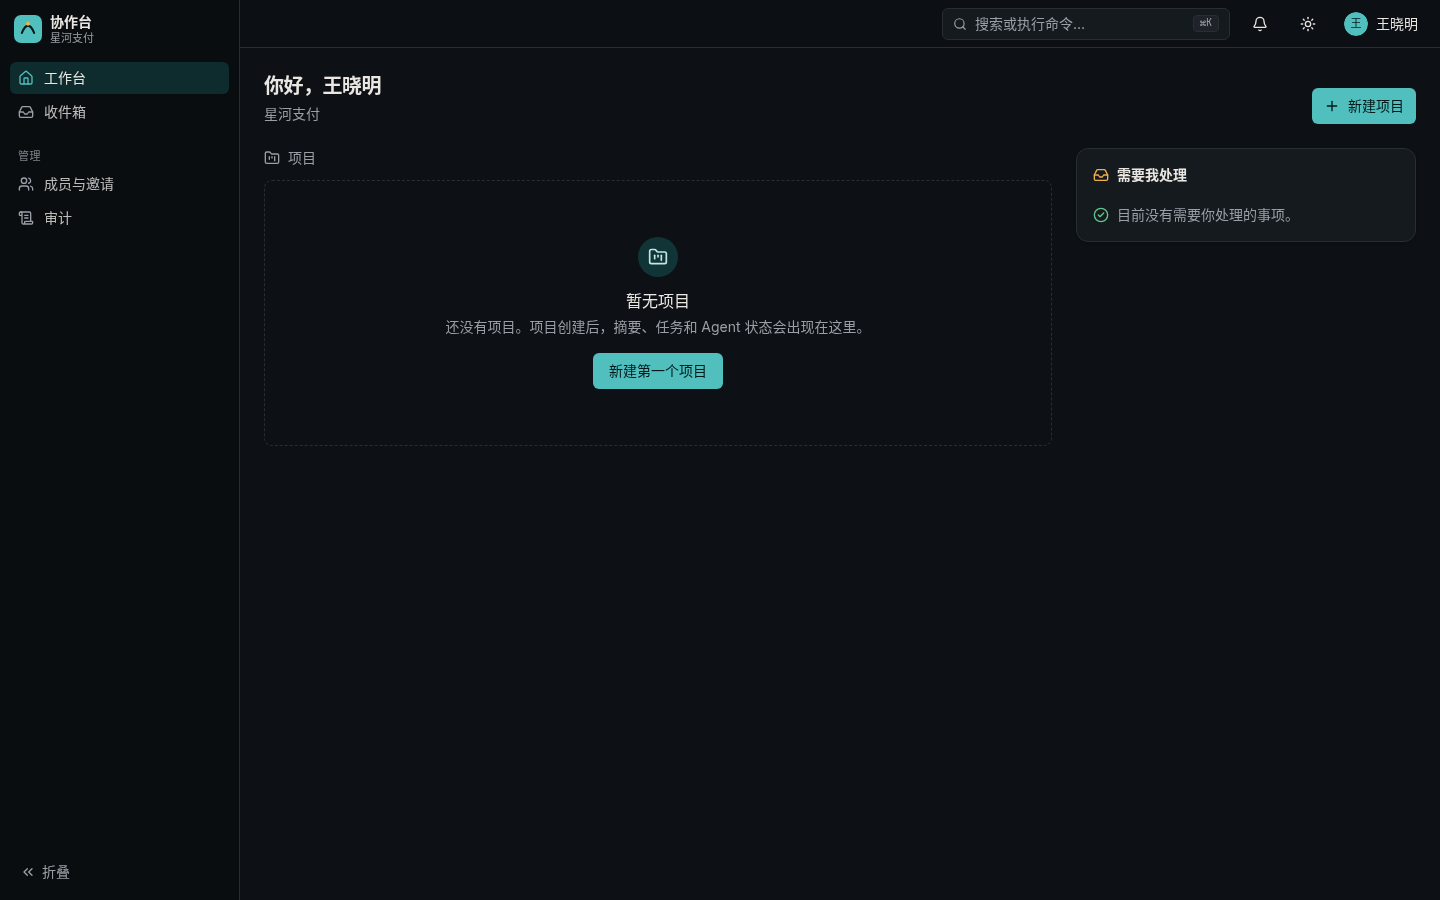 协作台
星河支付
工作台
收件箱
管理
成员与邀请
审计
折叠
搜索或执行命令...
⌘K
王
王晓明
你好，王晓明
星河支付
新建项目
项目
暂无项目
还没有项目。项目创建后，摘要、任务和 Agent 状态会出现在这里。
新建第一个项目
需要我处理
目前没有需要你处理的事项。